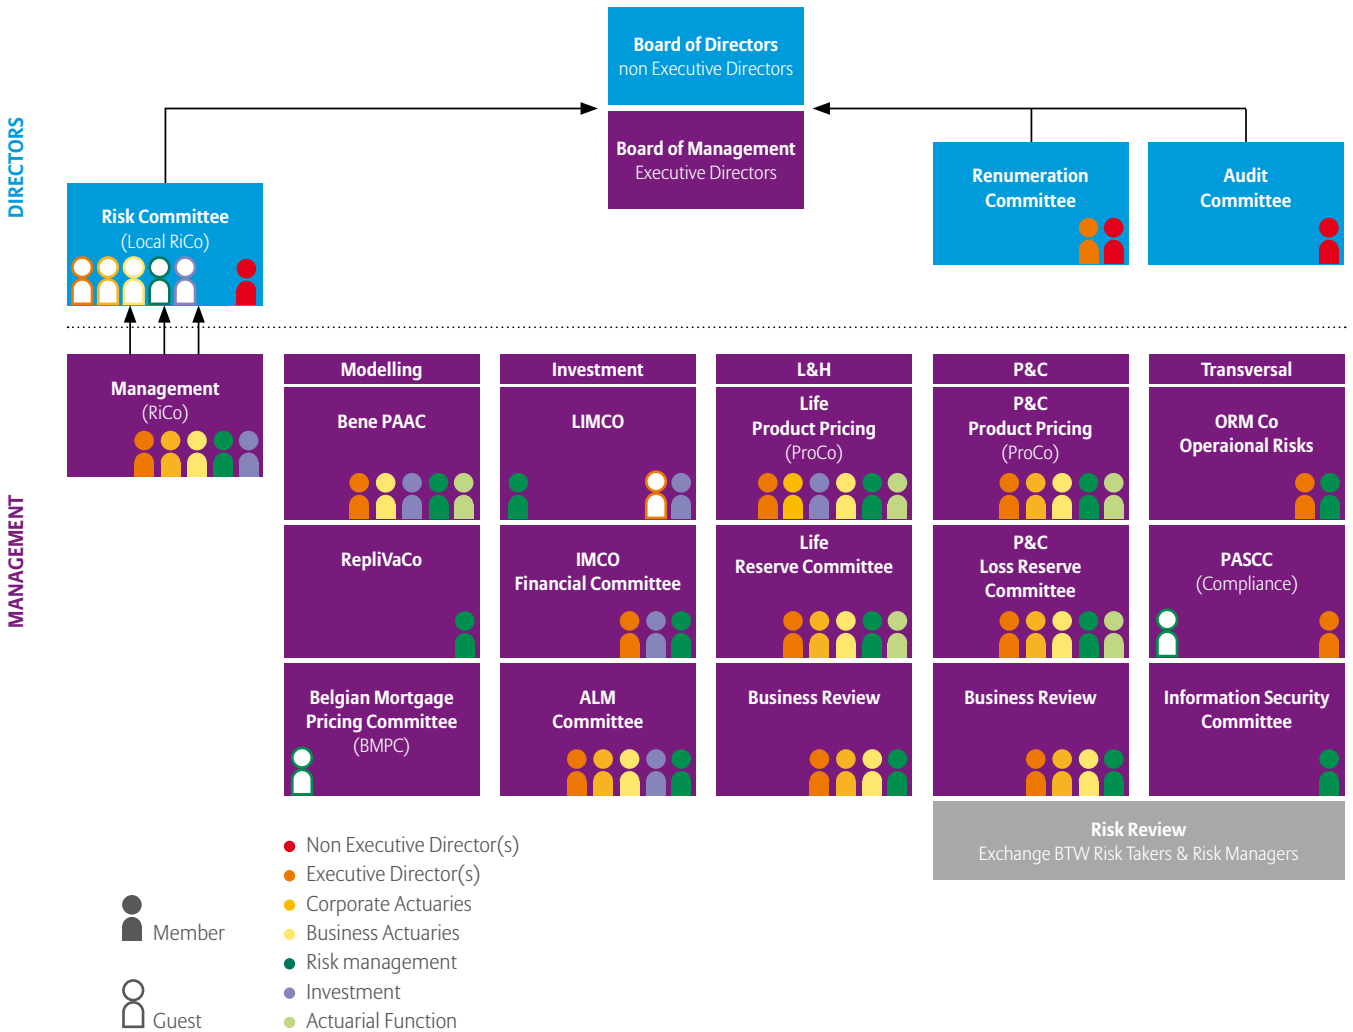 DIRECTORS
Board of Directors
non Executive Directors
Board of Management
Executive Directors
Renumeration
Committee
Audit
Committee
Risk Committee
(Local RiCo)
MANAGEMENT
Management
(RiCo)
Modelling
Bene PAAC
RepliVaCo
Belgian Mortgage
Pricing Committee
(BMPC)
Investment
LIMCO
IMCO
Financial Committee
ALM
Committee
L&H
Life
Product Pricing
(ProCo)
Life
Reserve Committee
Business Review
P&C
P&C
Product Pricing
(ProCo)
P&C
Loss Reserve
Committee
Business Review
Transversal
ORM Co
Operaional Risks
PASCC
(Compliance)
Information Security
Committee
Risk Review
Exchange BTW Risk Takers & Risk Managers
Member
Guest
Non Executive Director(s)
Executive Director(s)
Corporate Actuaries
Business Actuaries
Risk management
Investment
Actuarial Function